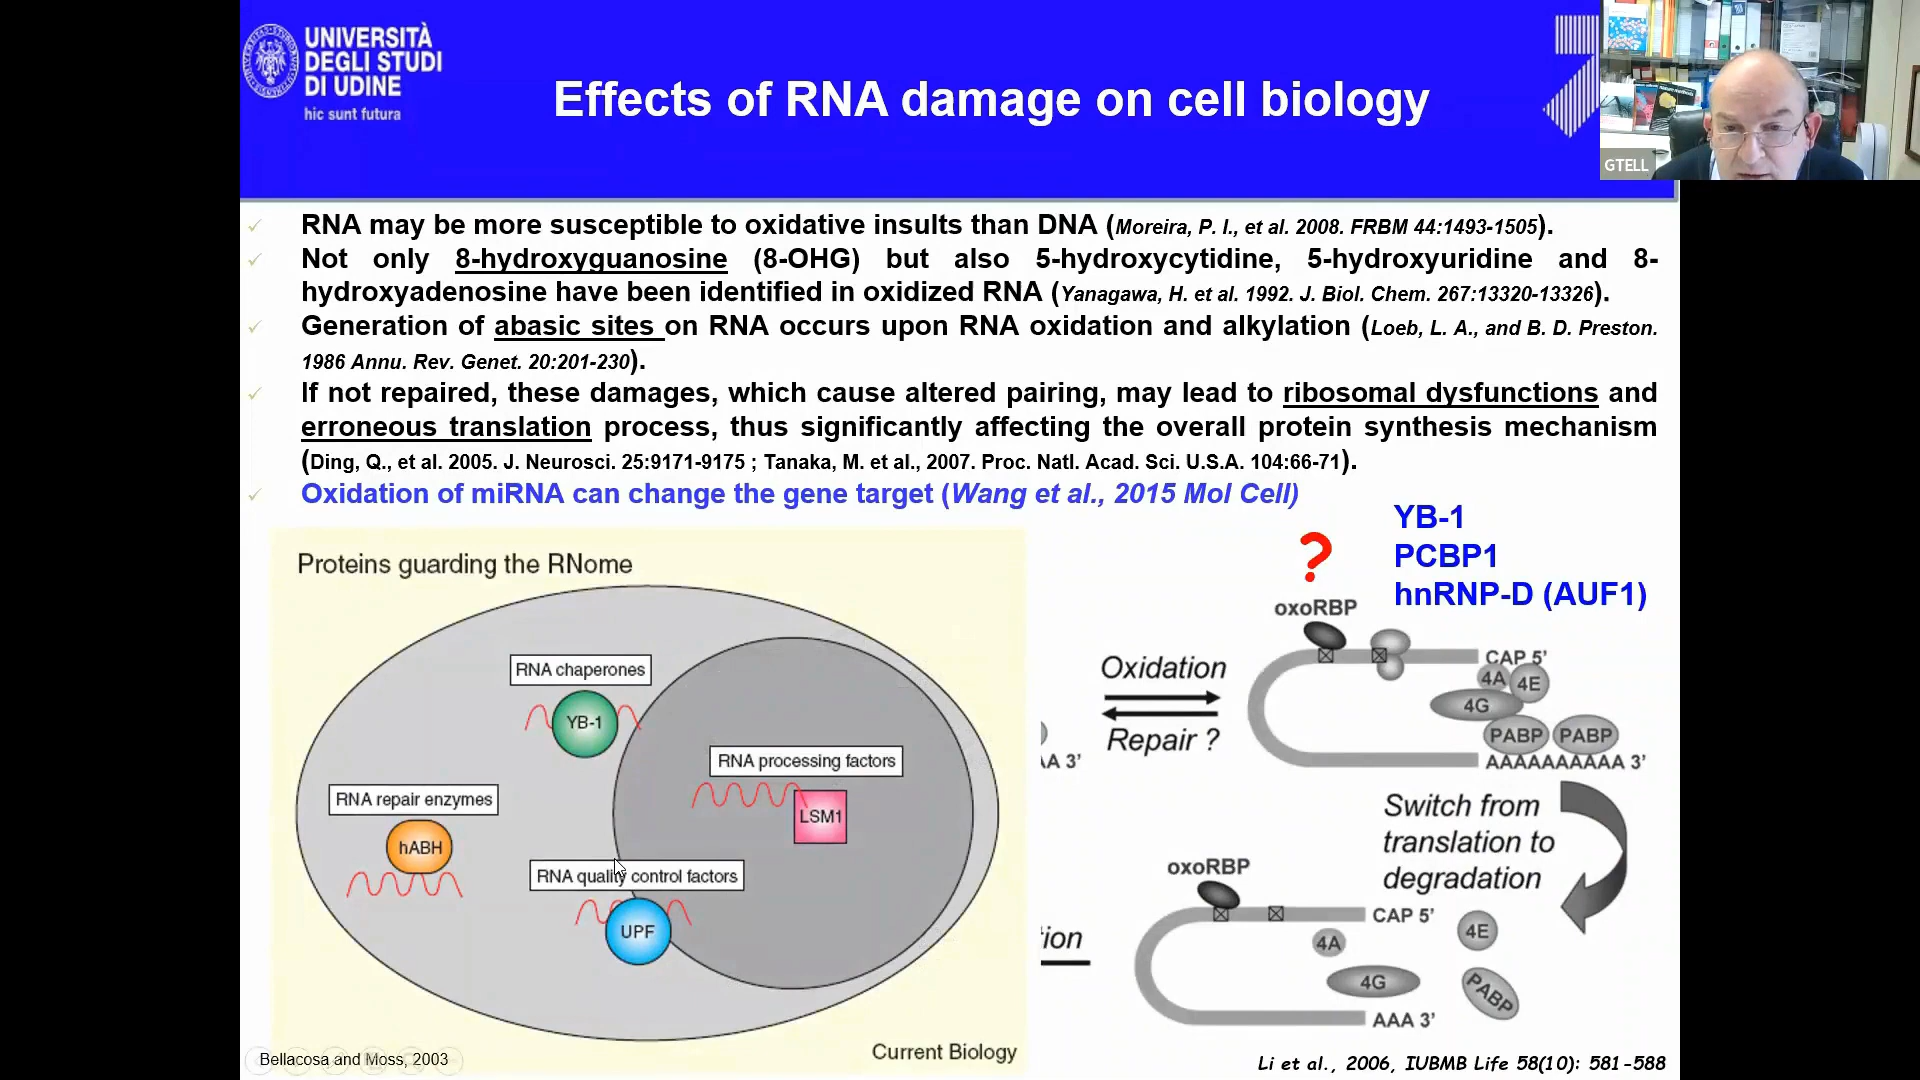 UNIVERSITÀ
DEGLI STUDI
DI UDINE
hic sunt futura
Effects of RNA damage on cell biology
GTELL
RNA may be more susceptible to oxidative insults than DNA (Moreira, P. I., et al. 2008. FRBM 44:1493-1505).
Not only 8-hydroxyguanosine (8-OHG) but also 5-hydroxycytidine, 5-hydroxyuridine and 8-
hydroxyadenosine have been identified in oxidized RNA (Yanagawa, H. et al. 1992. J. Biol. Chem. 267:13320-13326).
Generation of abasic sites on RNA occurs upon RNA oxidation and alkylation (Loeb, L. A., and B. D. Preston.
1986 Annu. Rev. Genet. 20:201-230).
If not repaired, these damages, which cause altered pairing, may lead to ribosomal dysfunctions and
erroneous translation process, thus significantly affecting the overall protein synthesis mechanism
(Ding, Q., et al. 2005. J. Neurosci. 25:9171-9175 ; Tanaka, M. et al., 2007. Proc. Natl. Acad. Sci. U.S.A. 104:66-71).
Oxidation of miRNA can change the gene target (Wang et al., 2015 Mol Cell)
Proteins guarding the RNome
RNA chaperones
YB-1
RNA processing factors
LSM1
RNA repair enzymes
hABH
RNA quality control factors
UPF
Current Biology
Bellacosa and Moss, 2003
YB-1
PCBP1
hnRNP-D (AUF1)
?
oxoRBP
Oxidation
Repair ?
AA 3'
CAP 5'
4A
4E
4G
PABP
PABP
AAAAAAAAAA 3'
Switch from
translation to
degradation
oxoRBP
CAP 5'
4E
4A
tion
4G
PABP
AAA 3'
Li et al., 2006, IUBMB Life 58(10): 581-588